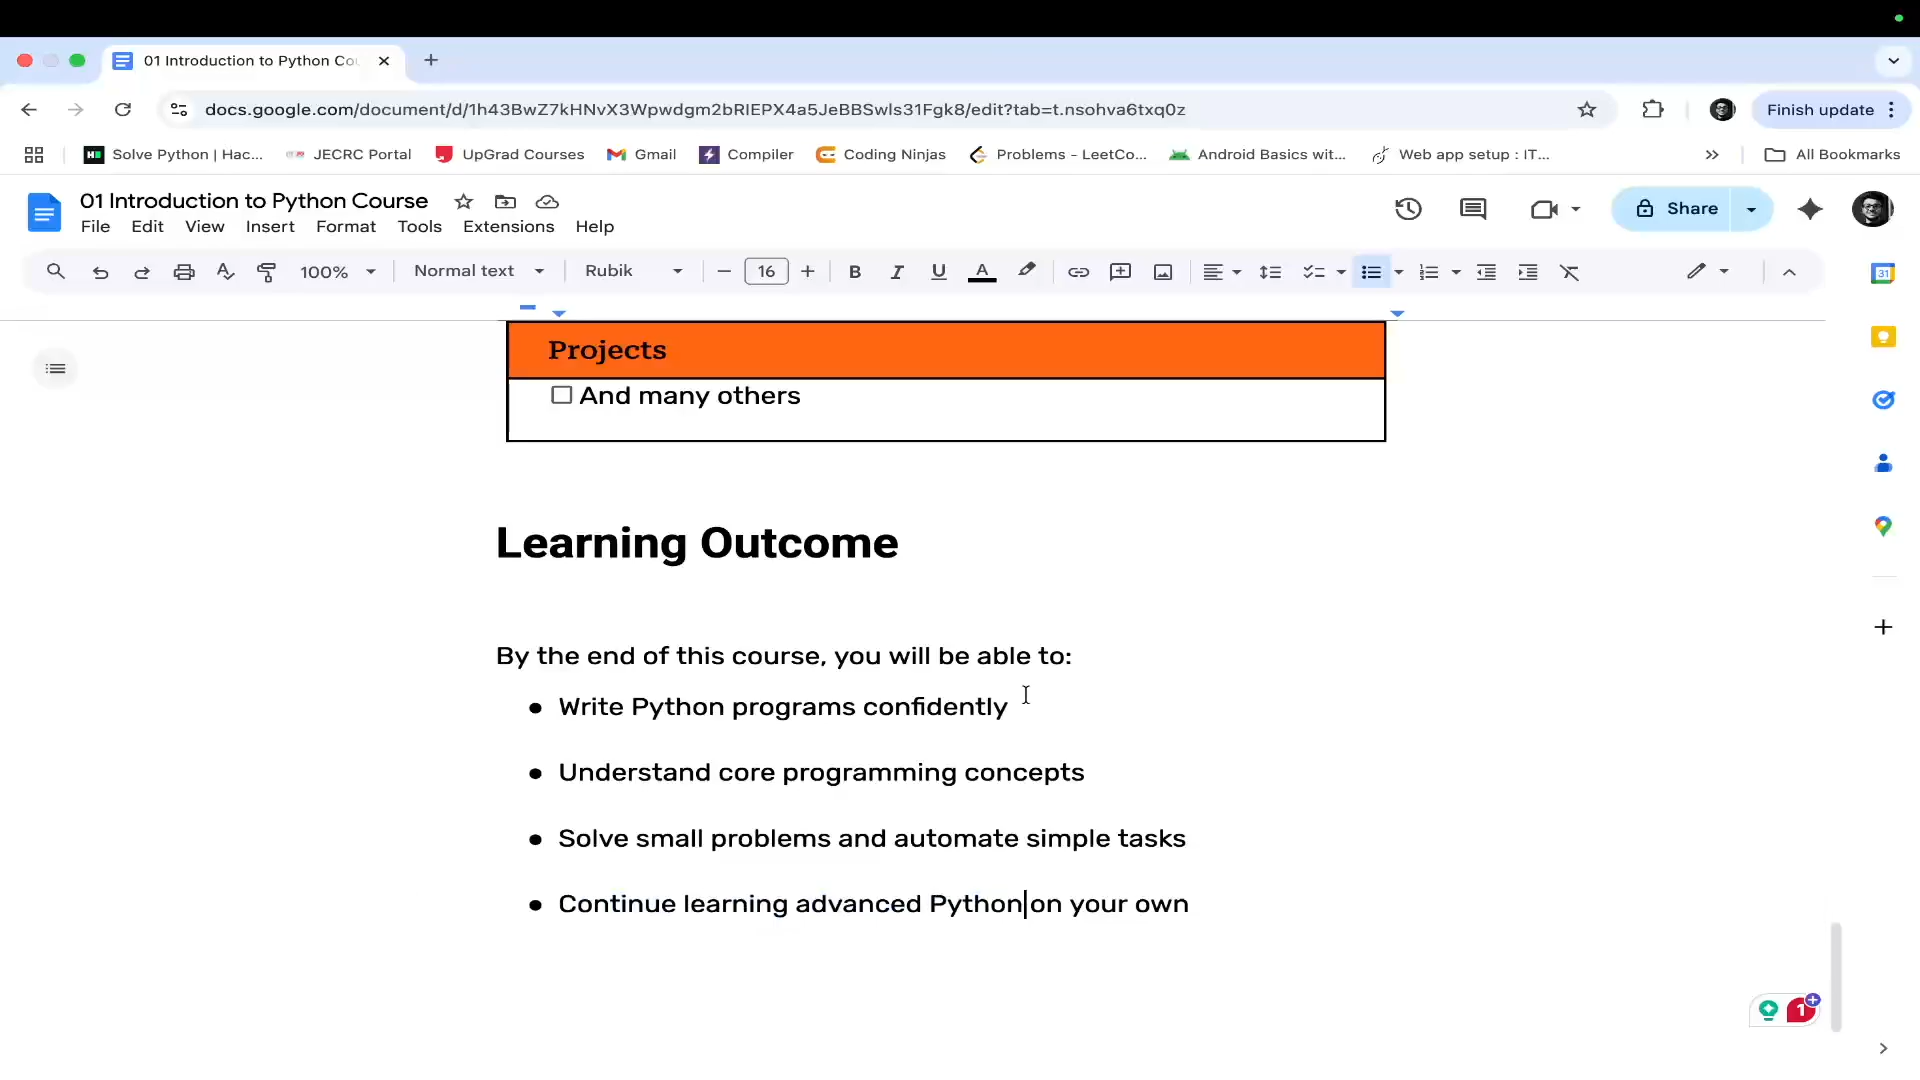 01 Introduction to Python Co
docs.google.com/document/d/1h43BwZ7kHNvX3Wpwdgm2bRIEPX4a5JeBBSwls31Fgk8/edit?tab=t.nsohva6txq0z
Finish update
Solve Python | Hac...
JECRC Portal
UpGrad Courses
Gmail
Compiler
Coding Ninjas
Problems - LeetCo...
Android Basics wit...
Web app setup : IT...
All Bookmarks
01 Introduction to Python Course
Share
File Edit View Insert Format Tools Extensions Help
100% Normal text Rubik 16 B I U A
31
Projects
And many others
Learning Outcome
By the end of this course, you will be able to:
● Write Python programs confidently
● Understand core programming concepts
● Solve small problems and automate simple tasks
● Continue learning advanced Python on your own
1